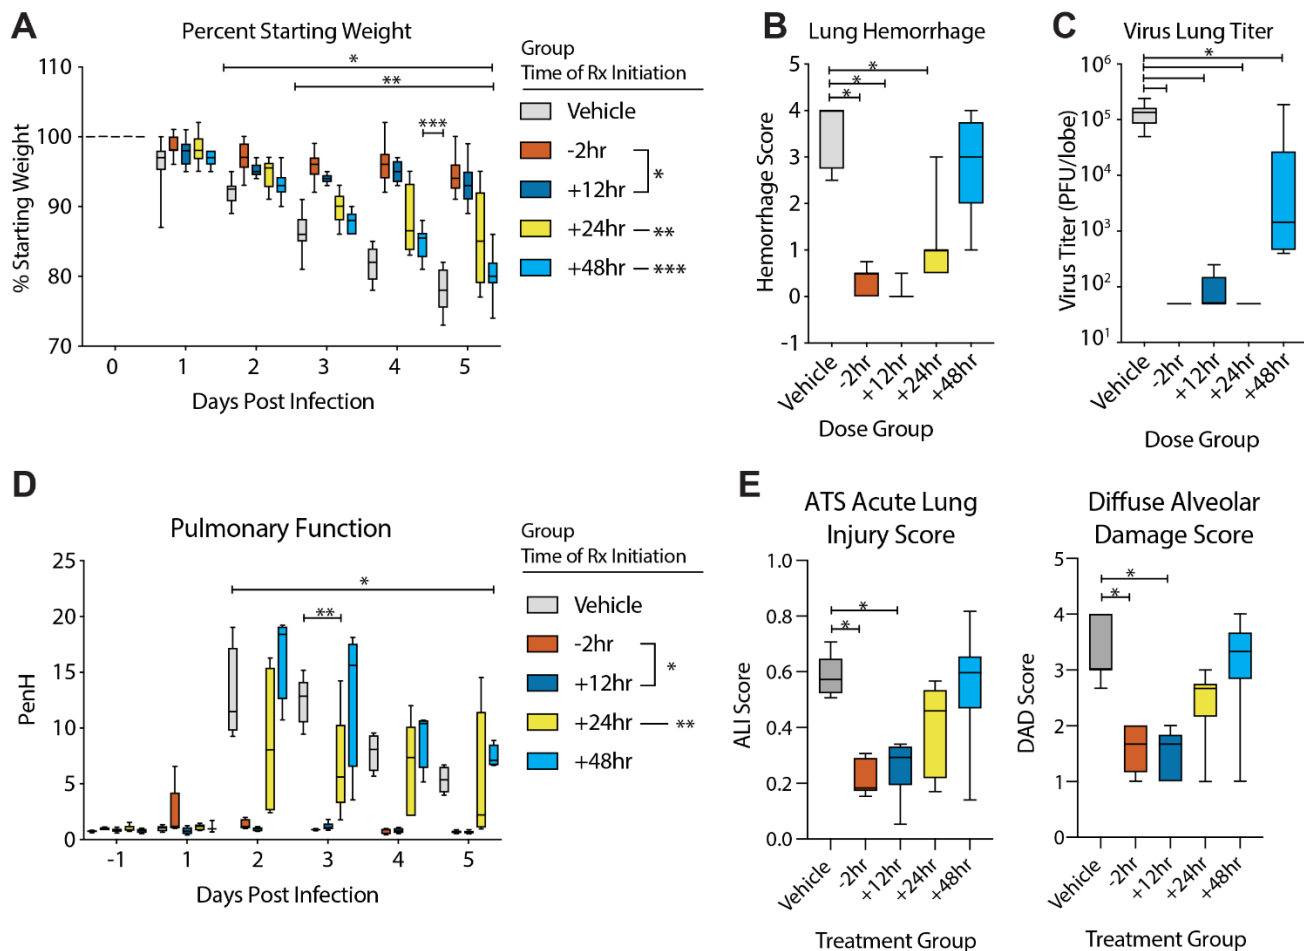 A
Percent Starting Weight
% Starting Weight
110
100
90
80
70
0 1 2 3 4 5
Days Post Infection
* 
**
***
Group
Time of Rx Initiation
Vehicle
-2hr
+12hr
*
+24hr **
+48hr ***
B
Lung Hemorrhage
Hemorrhage Score
5
4
3
2
1
0
-1
*
*
*
Vehicle -2hr +12hr +24hr +48hr
Dose Group
C
Virus Lung Titer
Virus Titer (PFU/lobe)
10⁶
10⁵
10⁴
10³
10²
10¹
*
Vehicle -2hr +12hr +24hr +48hr
Dose Group
D
Pulmonary Function
PenH
25
20
15
10
5
0
-1 1 2 3 4 5
Days Post Infection
*
**
Group
Time of Rx Initiation
Vehicle
-2hr
+12hr
*
+24hr **
+48hr
E
ATS Acute Lung
Injury Score
ALI Score
1.0
0.8
0.6
0.4
0.2
0.0
*
*
Vehicle -2hr +12hr +24hr +48hr
Treatment Group
Diffuse Alveolar
Damage Score
DAD Score
5
4
3
2
1
0
*
*
Vehicle -2hr +12hr +24hr +48hr
Treatment Group